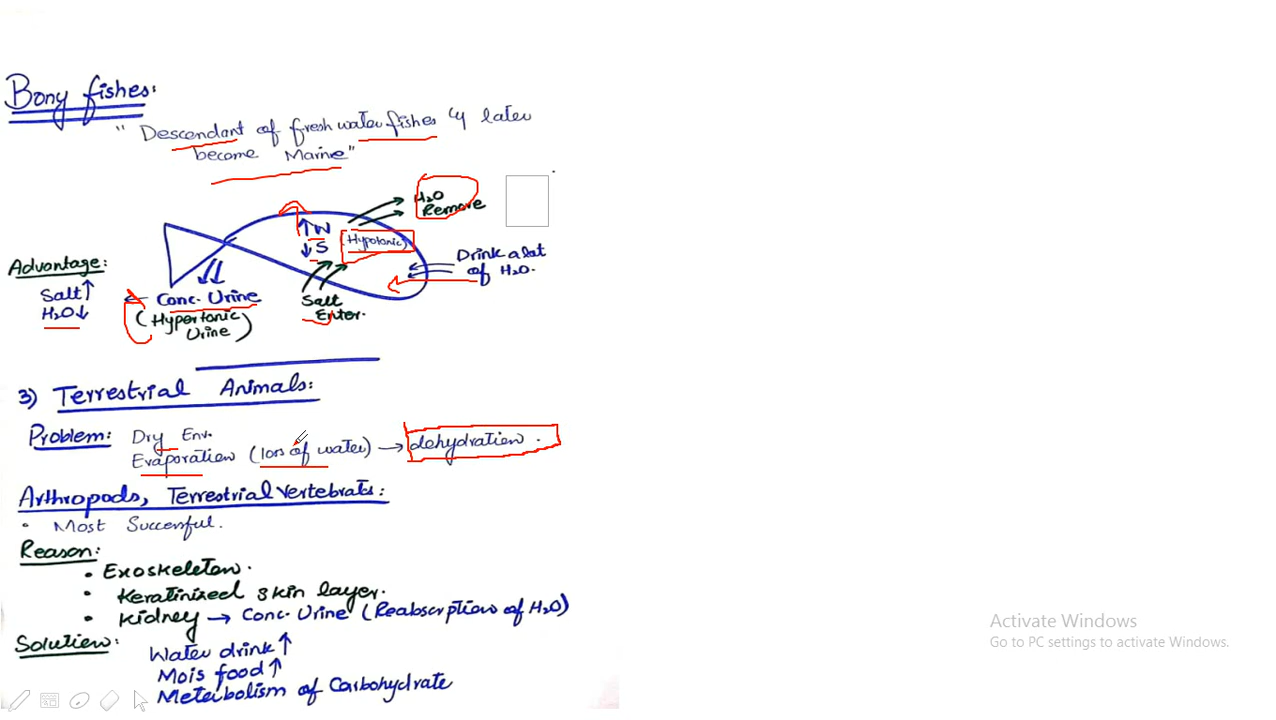 Bony fishes:
" Descendant of fresh water fishes & later
become Marine"
H2O
Remove
↑ W
↓ S
Hypotonic
Drink a lot
of H2O.
Advantage:
Salt↑
H2O↓
← Conc. Urine
(Hypertonic
Urine)
Salt
Enter.
3) Terrestrial Animals:
Problem: Dry Env.
Evaporation (loss of water) → dehydration.
Arthropods, Terrestrial Vertebrats:
• Most Successful.
Reason:
• Exoskeleton.
• Keratinized skin layer.
• Kidney → Conc. Urine (Reabsorption of H2O)
Solution:
Water drink ↑
Mois food ↑
Metabolism of Carbohydrate
Activate Windows
Go to PC settings to activate Windows.